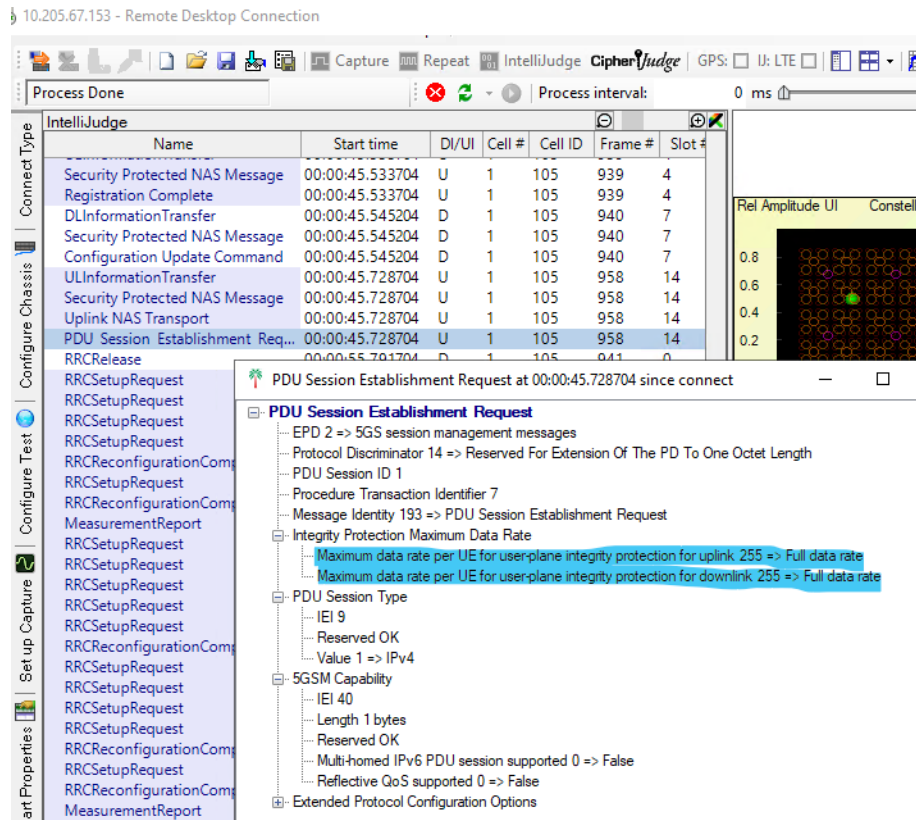 10.205.67.153 - Remote Desktop Connection
Capture Repeat IntelliJudge CipherJudge GPS: IJ: LTE
Process Done Process interval: 0 ms
IntelliJudge
Name Start time Dl/Ul Cell # Cell ID Frame # Slot #
Security Protected NAS Message 00:00:45.533704 U 1 105 939 4
Registration Complete 00:00:45.533704 U 1 105 939 4
DLInformationTransfer 00:00:45.545204 D 1 105 940 7
Security Protected NAS Message 00:00:45.545204 D 1 105 940 7
Configuration Update Command 00:00:45.545204 D 1 105 940 7
ULInformationTransfer 00:00:45.728704 U 1 105 958 14
Security Protected NAS Message 00:00:45.728704 U 1 105 958 14
Uplink NAS Transport 00:00:45.728704 U 1 105 958 14
PDU Session Establishment Req... 00:00:45.728704 U 1 105 958 14
RRCRelease 00:00:55.791704 D 1 105 941 0
RRCSetupRequest
RRCSetupRequest
RRCSetupRequest
RRCSetupRequest
RRCReconfigurationComp
RRCSetupRequest
RRCReconfigurationComp
MeasurementReport
RRCSetupRequest
RRCSetupRequest
RRCSetupRequest
RRCSetupRequest
RRCSetupRequest
RRCReconfigurationComp
RRCSetupRequest
RRCSetupRequest
RRCSetupRequest
RRCSetupRequest
RRCReconfigurationComp
RRCSetupRequest
RRCReconfigurationComp
MeasurementReport
PDU Session Establishment Request at 00:00:45.728704 since connect
PDU Session Establishment Request
EPD 2 => 5GS session management messages
Protocol Discriminator 14 => Reserved For Extension Of The PD To One Octet Length
PDU Session ID 1
Procedure Transaction Identifier 7
Message Identity 193 => PDU Session Establishment Request
Integrity Protection Maximum Data Rate
Maximum data rate per UE for user-plane integrity protection for uplink 255 => Full data rate
Maximum data rate per UE for user-plane integrity protection for downlink 255 => Full data rate
PDU Session Type
IEI 9
Reserved OK
Value 1 => IPv4
5GSM Capability
IEI 40
Length 1 bytes
Reserved OK
Multi-homed IPv6 PDU session supported 0 => False
Reflective QoS supported 0 => False
Extended Protocol Configuration Options
Rel Amplitude Ul Constell
0.8
0.6
0.4
0.2
Connect Type
Configure Chassis
Configure Test
Set up Capture
art Properties